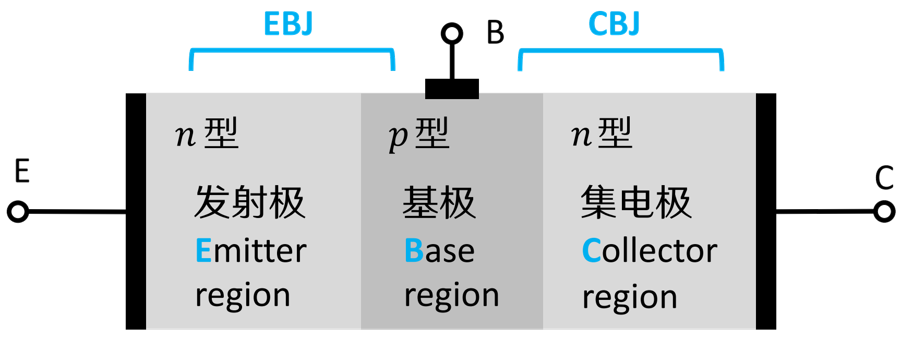 EBJ
B
CBJ
E
n 型
发射极
Emitter
region
p 型
基极
Base
region
n 型
集电极
Collector
region
C